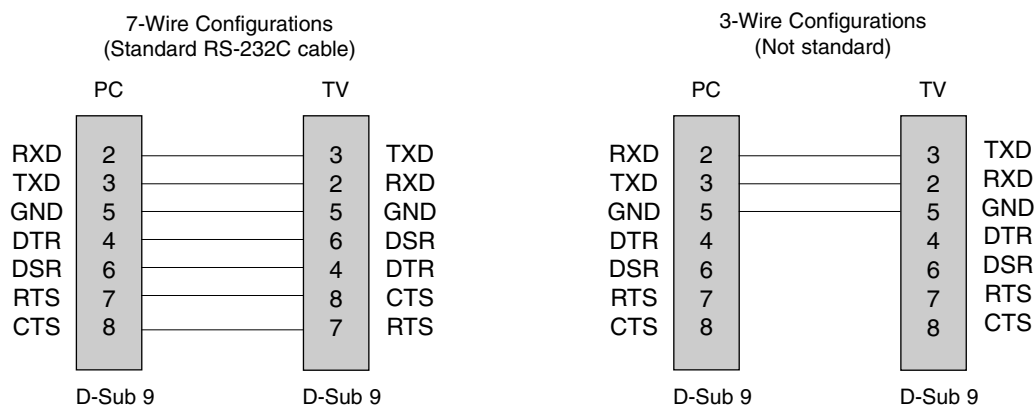 7-Wire Configurations
(Standard RS-232C cable)
PC TV
RXD 2 3 TXD
TXD 3 2 RXD
GND 5 5 GND
DTR 4 6 DSR
DSR 6 4 DTR
RTS 7 8 CTS
CTS 8 7 RTS
D-Sub 9 D-Sub 9
3-Wire Configurations
(Not standard)
PC TV
RXD 2 3 TXD
TXD 3 2 RXD
GND 5 5 GND
DTR 4 4 DTR
DSR 6 6 DSR
RTS 7 7 RTS
CTS 8 8 CTS
D-Sub 9 D-Sub 9